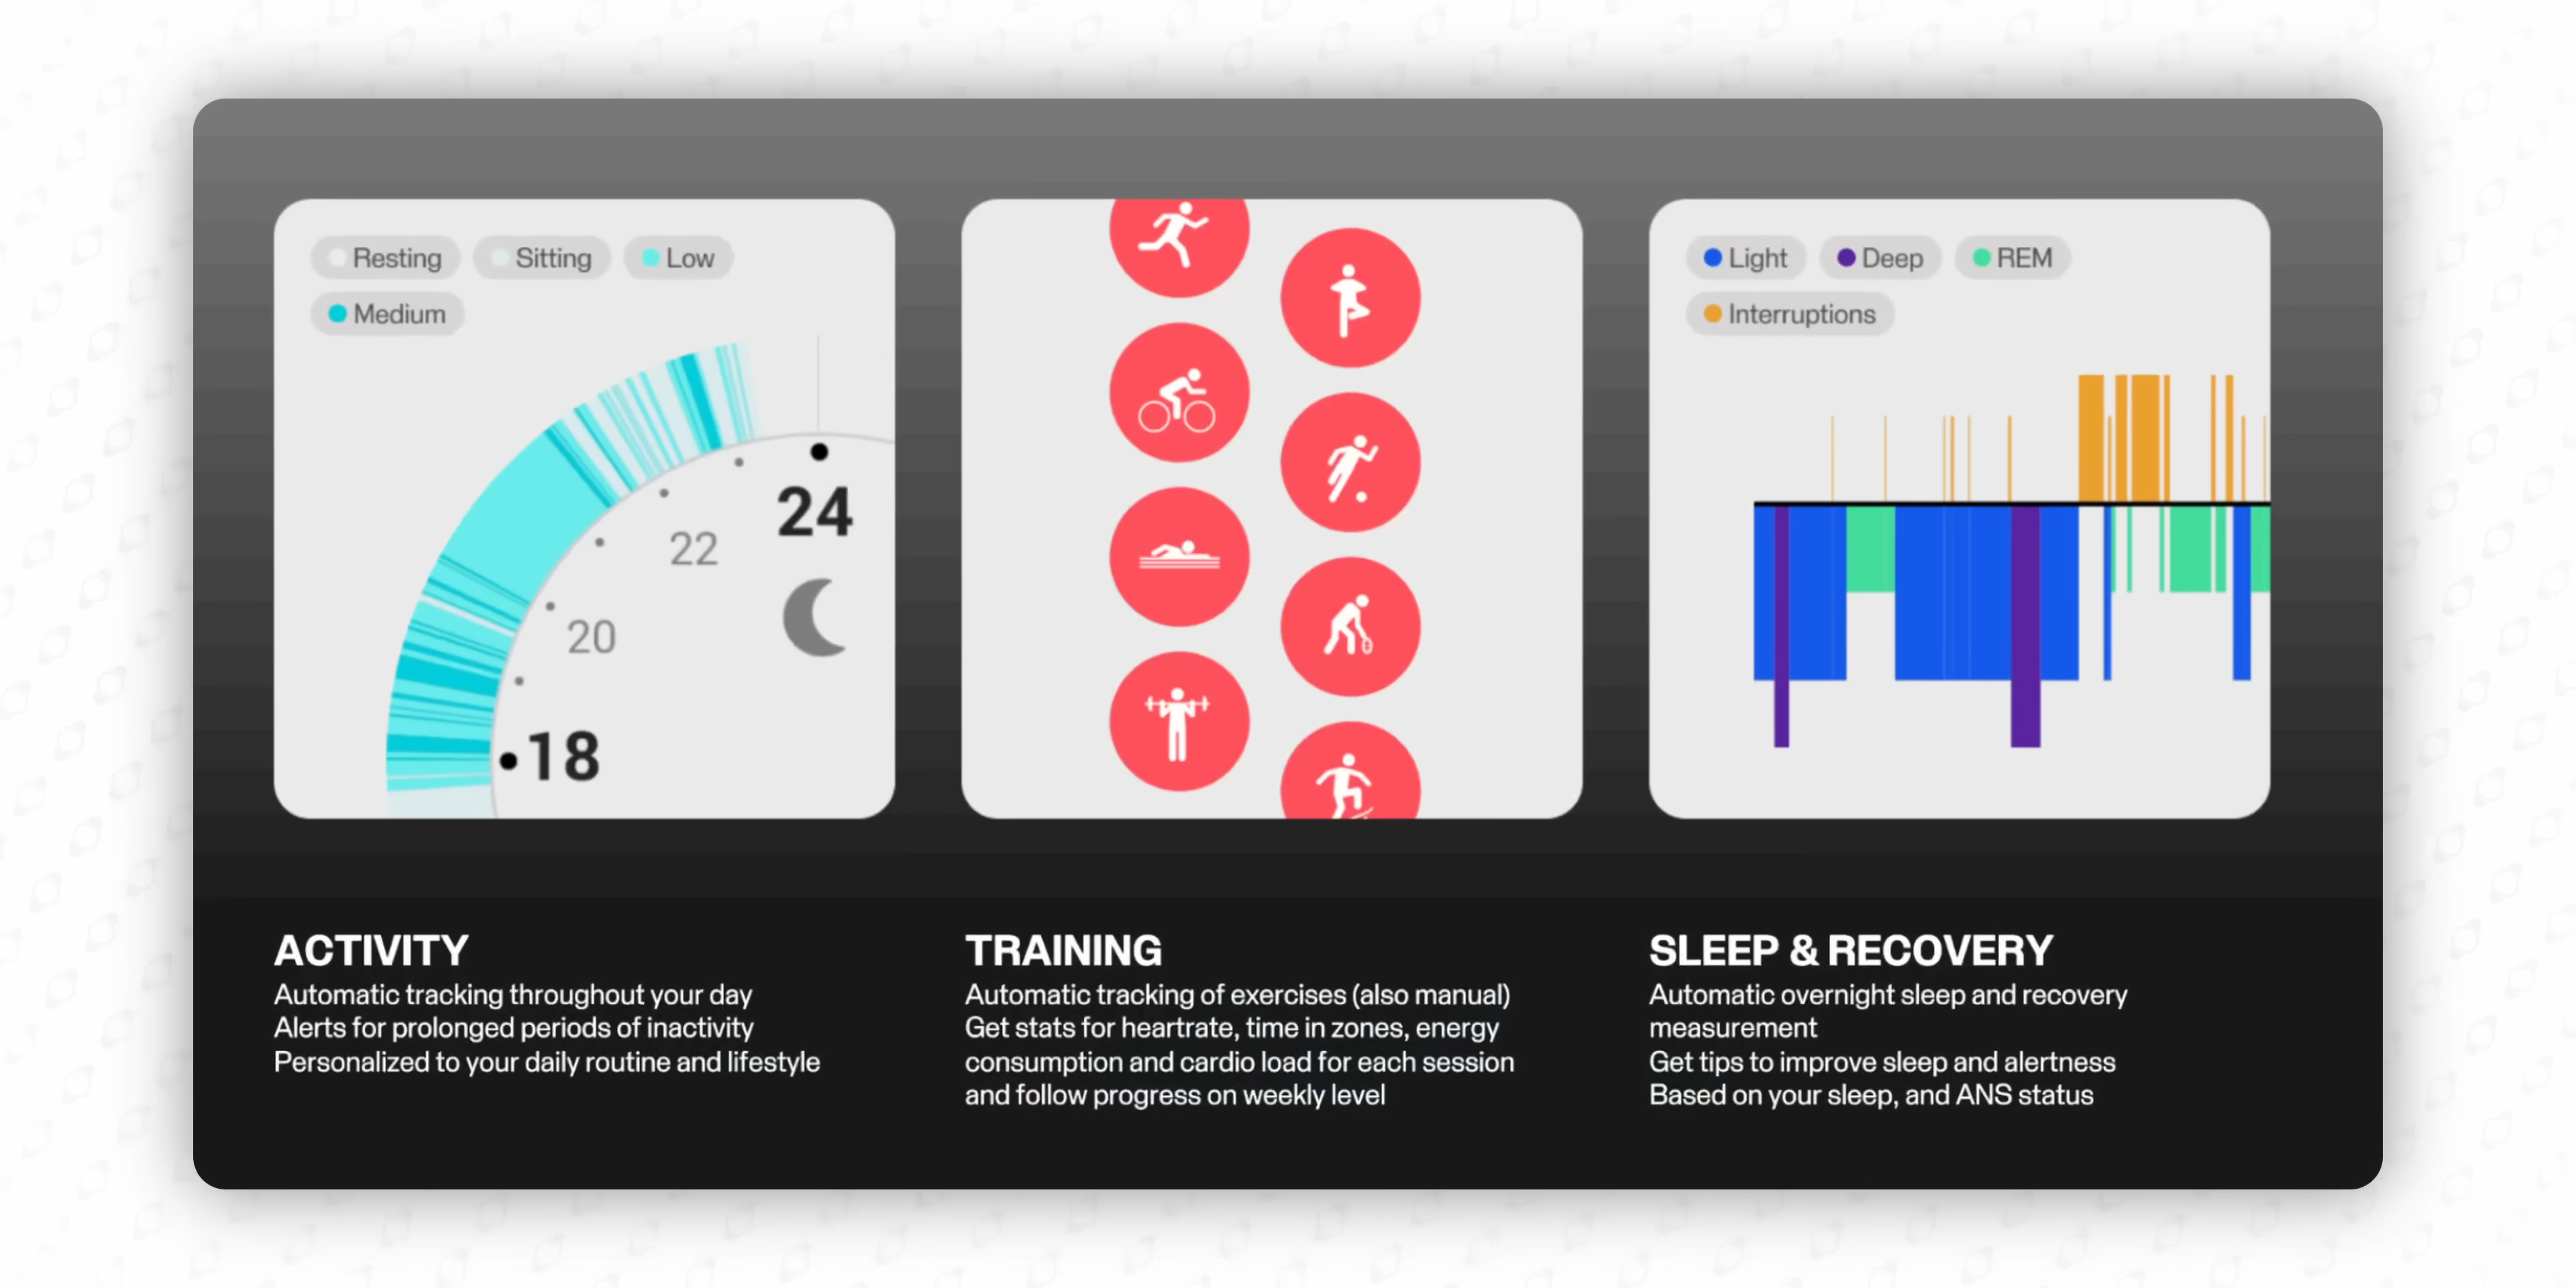 Resting
Sitting
Low
Medium
24
22
20
18
Light
Deep
REM
Interruptions
ACTIVITY
Automatic tracking throughout your day
Alerts for prolonged periods of inactivity
Personalized to your daily routine and lifestyle
TRAINING
Automatic tracking of exercises (also manual)
Get stats for heartrate, time in zones, energy
consumption and cardio load for each session
and follow progress on weekly level
SLEEP & RECOVERY
Automatic overnight sleep and recovery
measurement
Get tips to improve sleep and alertness
Based on your sleep, and ANS status